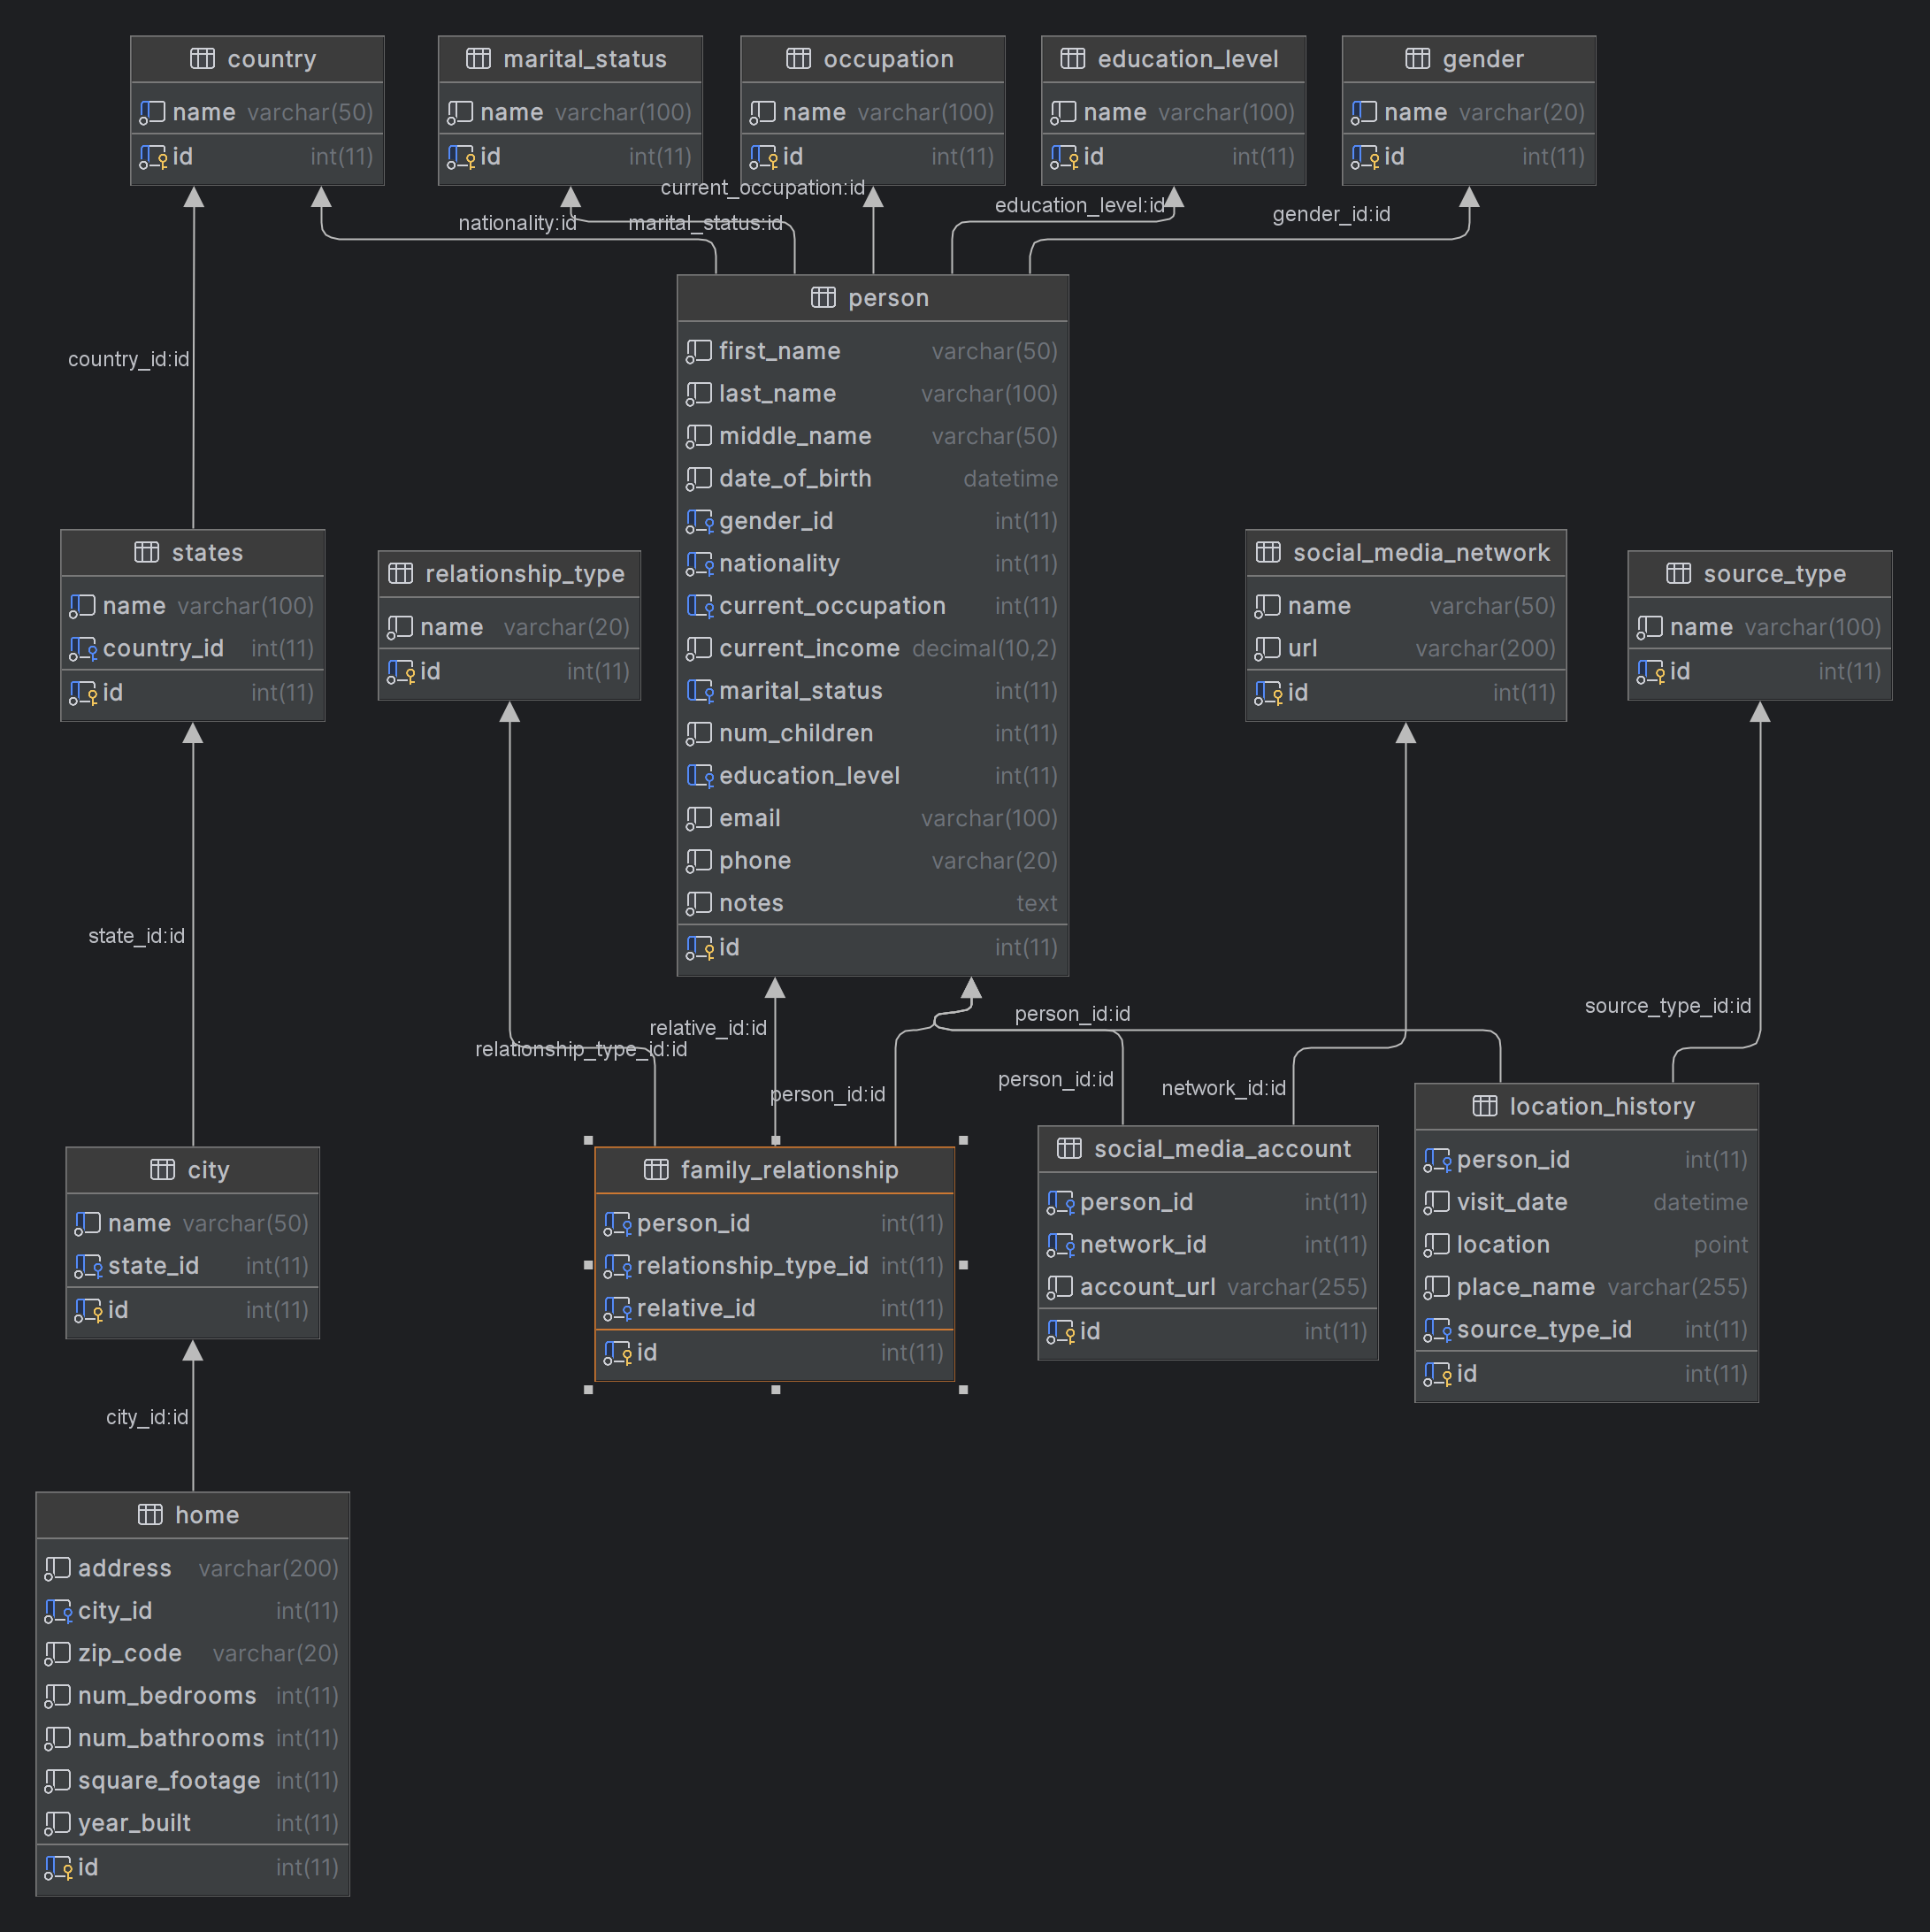 country
name varchar(50)
id int(11)
marital_status
name varchar(100)
id int(11)
occupation
name varchar(100)
id int(11)
education_level
name varchar(100)
id int(11)
gender
name varchar(20)
id int(11)
current_occupation:id
nationality:id
marital_status:id
education_level:id
gender_id:id
person
first_name varchar(50)
last_name varchar(100)
middle_name varchar(50)
date_of_birth datetime
gender_id int(11)
nationality int(11)
current_occupation int(11)
current_income decimal(10,2)
marital_status int(11)
num_children int(11)
education_level int(11)
email varchar(100)
phone varchar(20)
notes text
id int(11)
country_id:id
states
name varchar(100)
country_id int(11)
id int(11)
relationship_type
name varchar(20)
id int(11)
social_media_network
name varchar(50)
url varchar(200)
id int(11)
source_type
name varchar(100)
id int(11)
state_id:id
relative_id:id
relationship_type_id:id
person_id:id
person_id:id
person_id:id
network_id:id
source_type_id:id
city
name varchar(50)
state_id int(11)
id int(11)
family_relationship
person_id int(11)
relationship_type_id int(11)
relative_id int(11)
id int(11)
social_media_account
person_id int(11)
network_id int(11)
account_url varchar(255)
id int(11)
location_history
person_id int(11)
visit_date datetime
location point
place_name varchar(255)
source_type_id int(11)
id int(11)
city_id:id
home
address varchar(200)
city_id int(11)
zip_code varchar(20)
num_bedrooms int(11)
num_bathrooms int(11)
square_footage int(11)
year_built int(11)
id int(11)